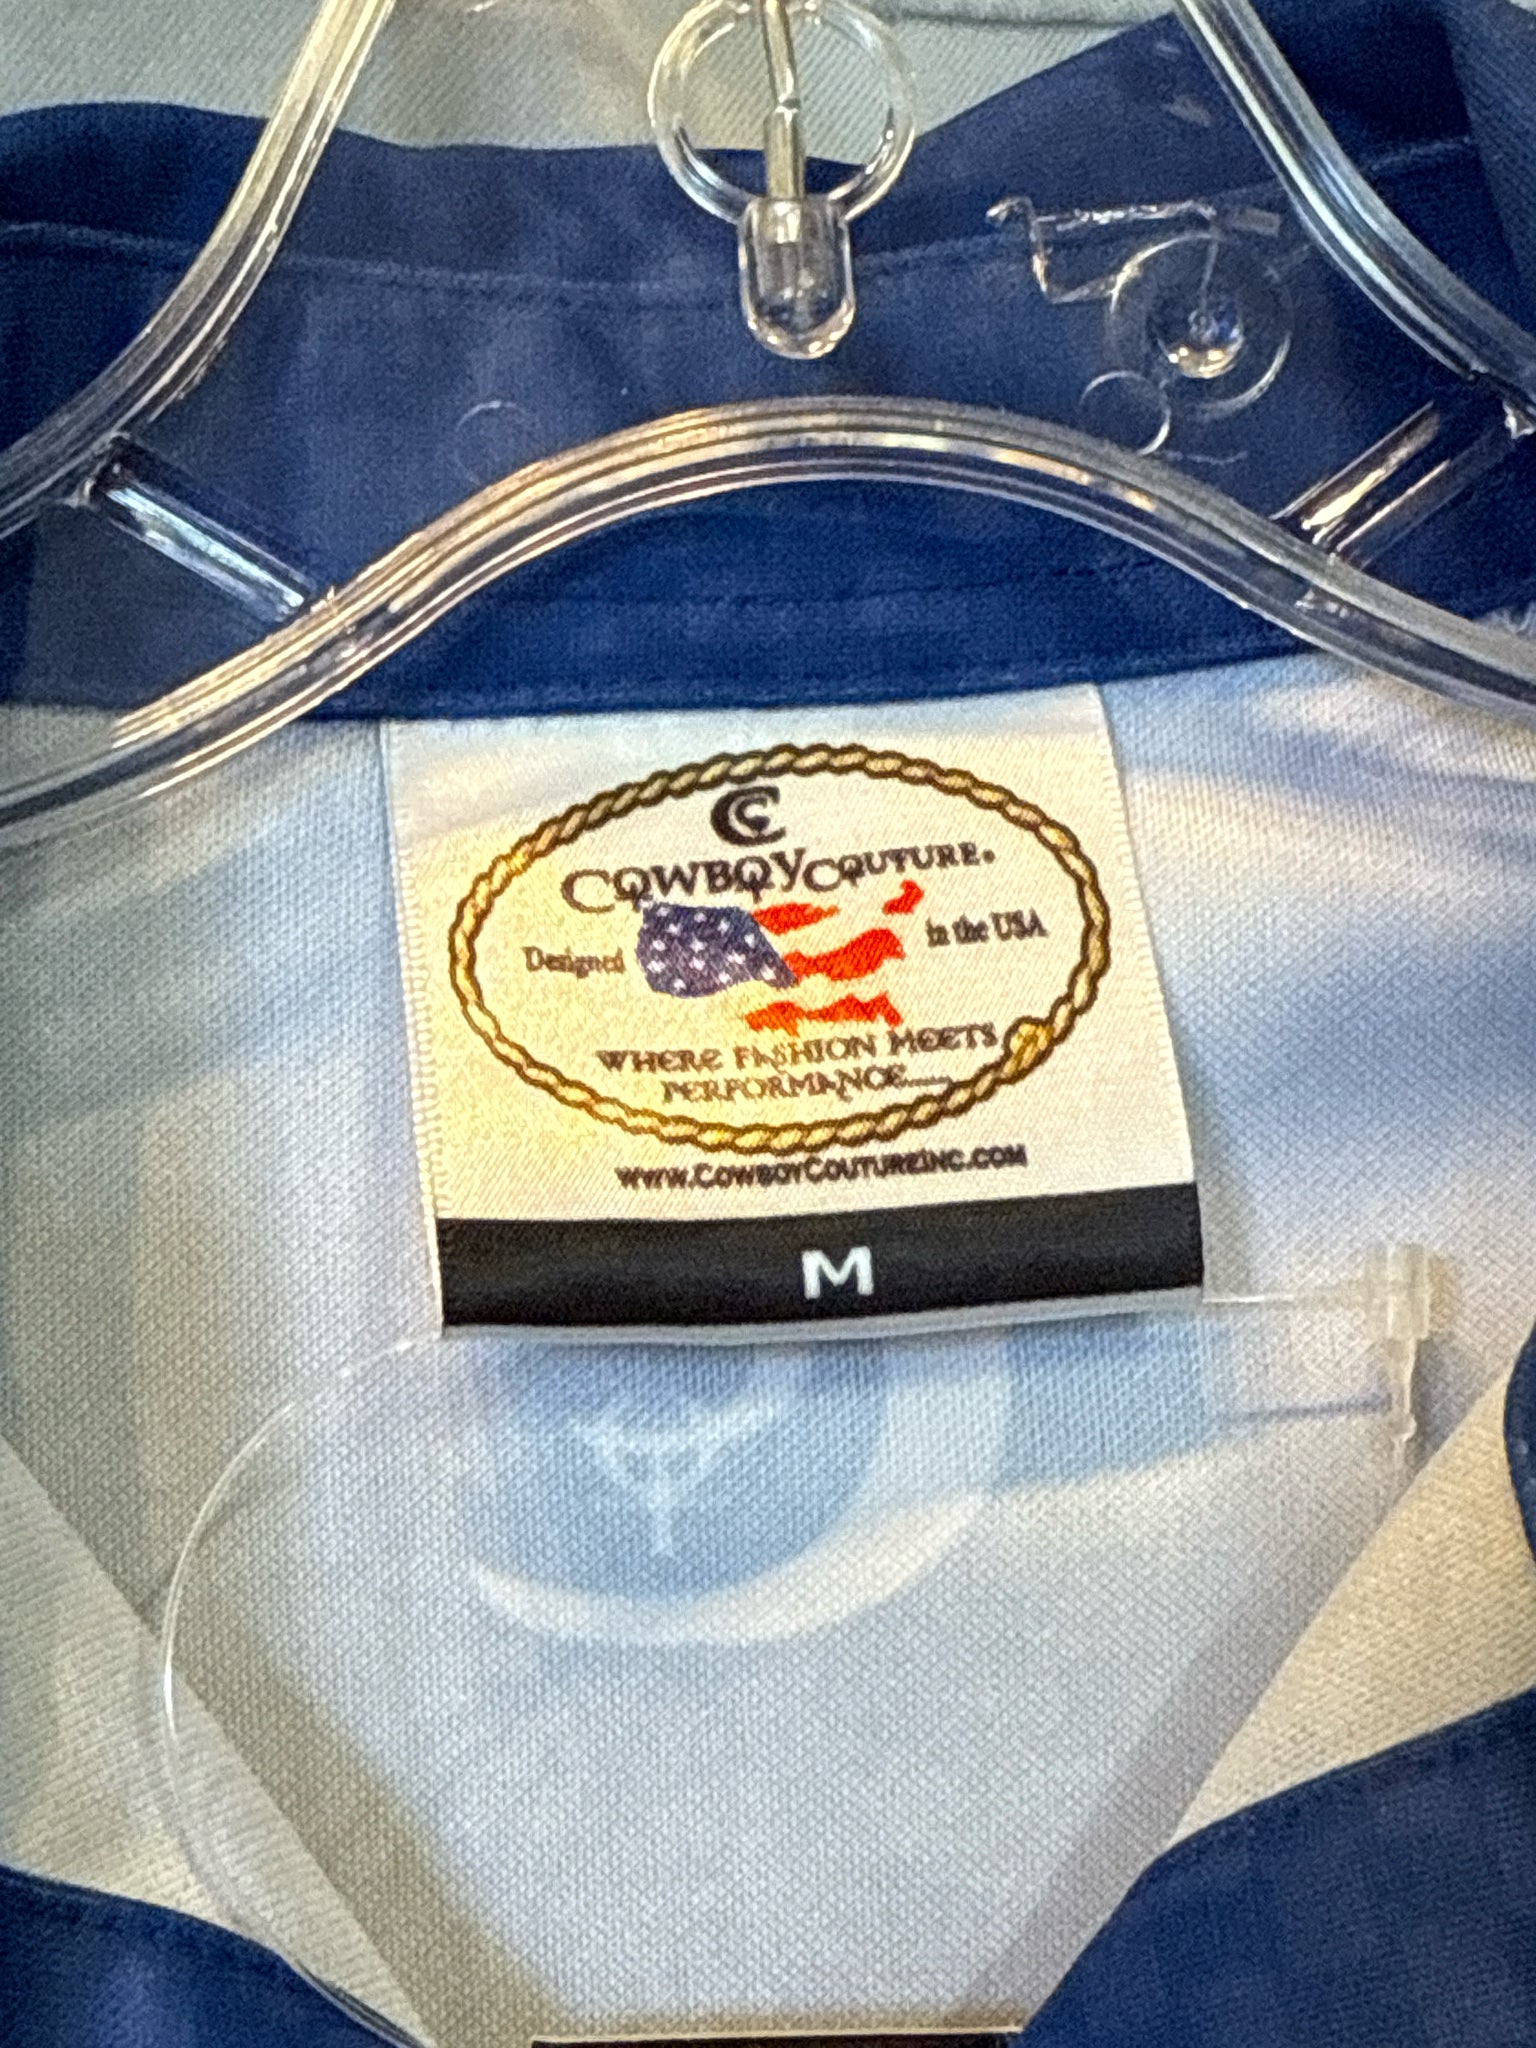 CC
COWBOY COUTURE.
Designed in the USA
WHERE FASHION MEETS
PERFORMANCE......
WWW.COWBOYCOUTUREINC.COM
M